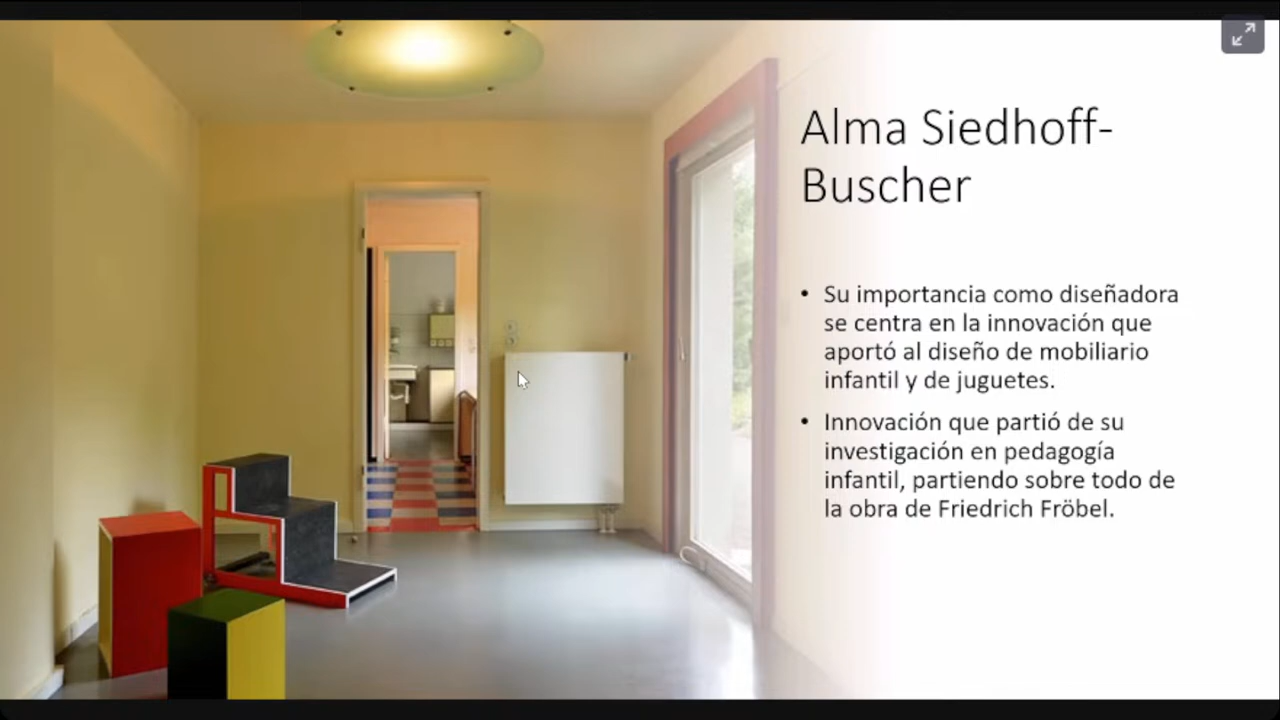 Alma Siedhoff-
Buscher
• Su importancia como diseñadora
se centra en la innovación que
aportó al diseño de mobiliario
infantil y de juguetes.
• Innovación que partió de su
investigación en pedagogía
infantil, partiendo sobre todo de
la obra de Friedrich Fröbel.